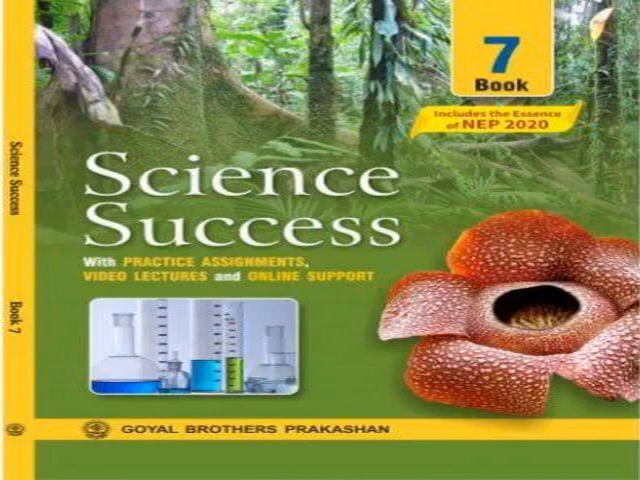 7
Book
Includes the Essence
of NEP 2020
Science
Success
With PRACTICE ASSIGNMENTS,
VIDEO LECTURES and ONLINE SUPPORT
GOYAL BROTHERS PRAKASHAN
Science Success
Book 7